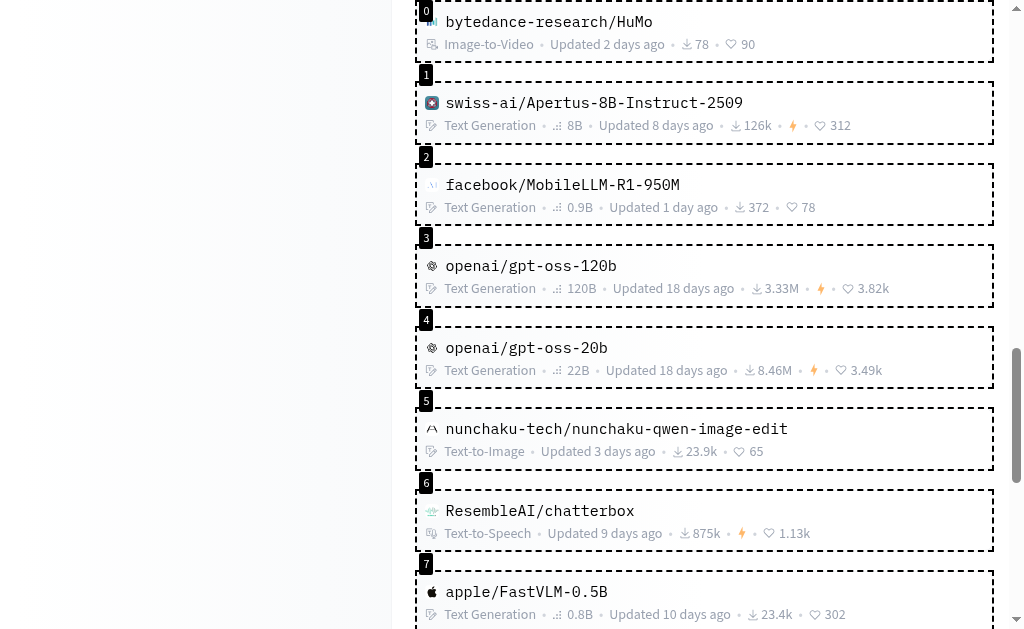 0
bytedance-research/HuMo
Image-to-Video • Updated 2 days ago • 78 • 90
1
swiss-ai/Apertus-8B-Instruct-2509
Text Generation • 8B • Updated 8 days ago • 126k • • 312
2
facebook/MobileLLM-R1-950M
Text Generation • 0.9B • Updated 1 day ago • 372 • 78
3
openai/gpt-oss-120b
Text Generation • 120B • Updated 18 days ago • 3.33M • • 3.82k
4
openai/gpt-oss-20b
Text Generation • 22B • Updated 18 days ago • 8.46M • • 3.49k
5
nunchaku-tech/nunchaku-qwen-image-edit
Text-to-Image • Updated 3 days ago • 23.9k • 65
6
ResembleAI/chatterbox
Text-to-Speech • Updated 9 days ago • 875k • • 1.13k
7
apple/FastVLM-0.5B
Text Generation • 0.8B • Updated 10 days ago • 23.4k • 302